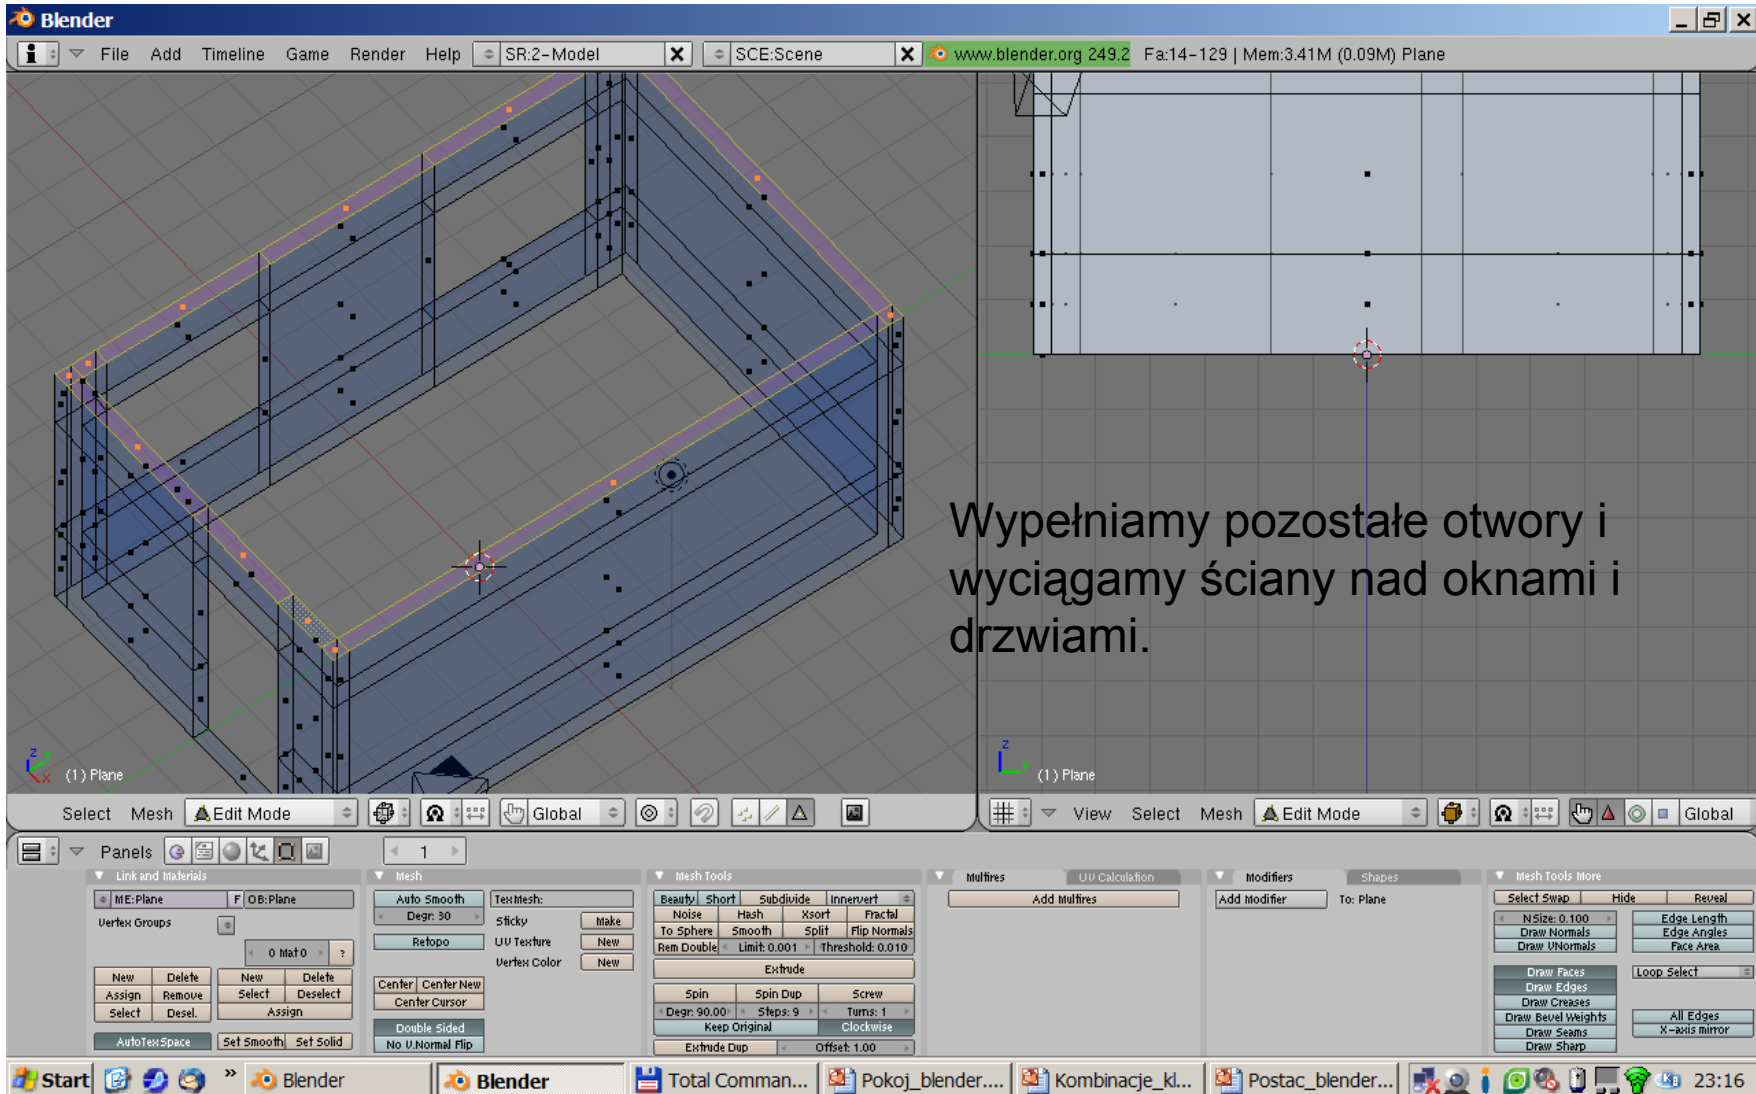 Blender
File Add Timeline Game Render Help SR:2-Model SCE:Scene www.blender.org 249.2 Fa:14-129 | Mem:3.41M (0.09M) Plane
Wypełniamy pozostałe otwory i
wyciągamy ściany nad oknami i
drzwiami.
z y
x (1) Plane
z
y (1) Plane
Select Mesh Edit Mode Global
View Select Mesh Edit Mode Global
Panels 1
Link and Materials
ME:Plane F OB:Plane
Vertex Groups
0 Mat 0 ?
New Delete New Delete
Assign Remove Select Deselect
Select Desel. Assign
AutoTexSpace Set Smooth Set Solid
Mesh
Auto Smooth TexMesh:
Degr: 30 Sticky Make
Retopo UV Texture New
Vertex Color New
Center Center New
Center Cursor
Double Sided
No V.Normal Flip
Mesh Tools
Beauty Short Subdivide Innervert
Noise Hash Xsort Fractal
To Sphere Smooth Split Flip Normals
Rem Double Limit: 0.001 Threshold: 0.010
Extrude
Spin Spin Dup Screw
Degr: 90.00 Steps: 9 Turns: 1
Keep Original Clockwise
Extrude Dup Offset: 1.00
Multires UV Calculation
Add Multires
Modifiers Shapes
Add Modifier To: Plane
Mesh Tools More
Select Swap Hide Reveal
NSize: 0.100 Edge Length
Draw Normals Edge Angles
Draw VNormals Face Area
Draw Faces Loop Select
Draw Edges
Draw Creases
Draw Bevel Weights All Edges
Draw Seams X-axis mirror
Draw Sharp
Start » Blender Blender Total Comman... Pokoj_blender.... Kombinacje_kl... Postac_blender... 23:16